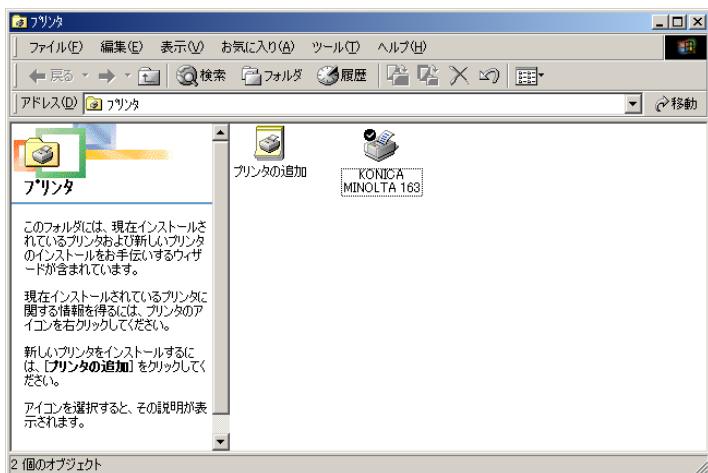 プリンタ
ファイル(F) 編集(E) 表示(V) お気に入り(A) ツール(T) ヘルプ(H)
戻る 検索 フォルダ 履歴
アドレス(D) プリンタ 移動
プリンタ
このフォルダには、現在インストールさ
れているプリンタおよび新しいプリンタ
のインストールをお手伝いするウィザ
ードが含まれています。
現在インストールされているプリンタに
関する情報を得るには、プリンタのア
イコンを右クリックしてください。
新しいプリンタをインストールするに
は、[プリンタの追加] をクリックしてく
ださい。
アイコンを選択すると、その説明が表
示されます。
プリンタの追加
KONICA
MINOLTA 163
2 個のオブジェクト